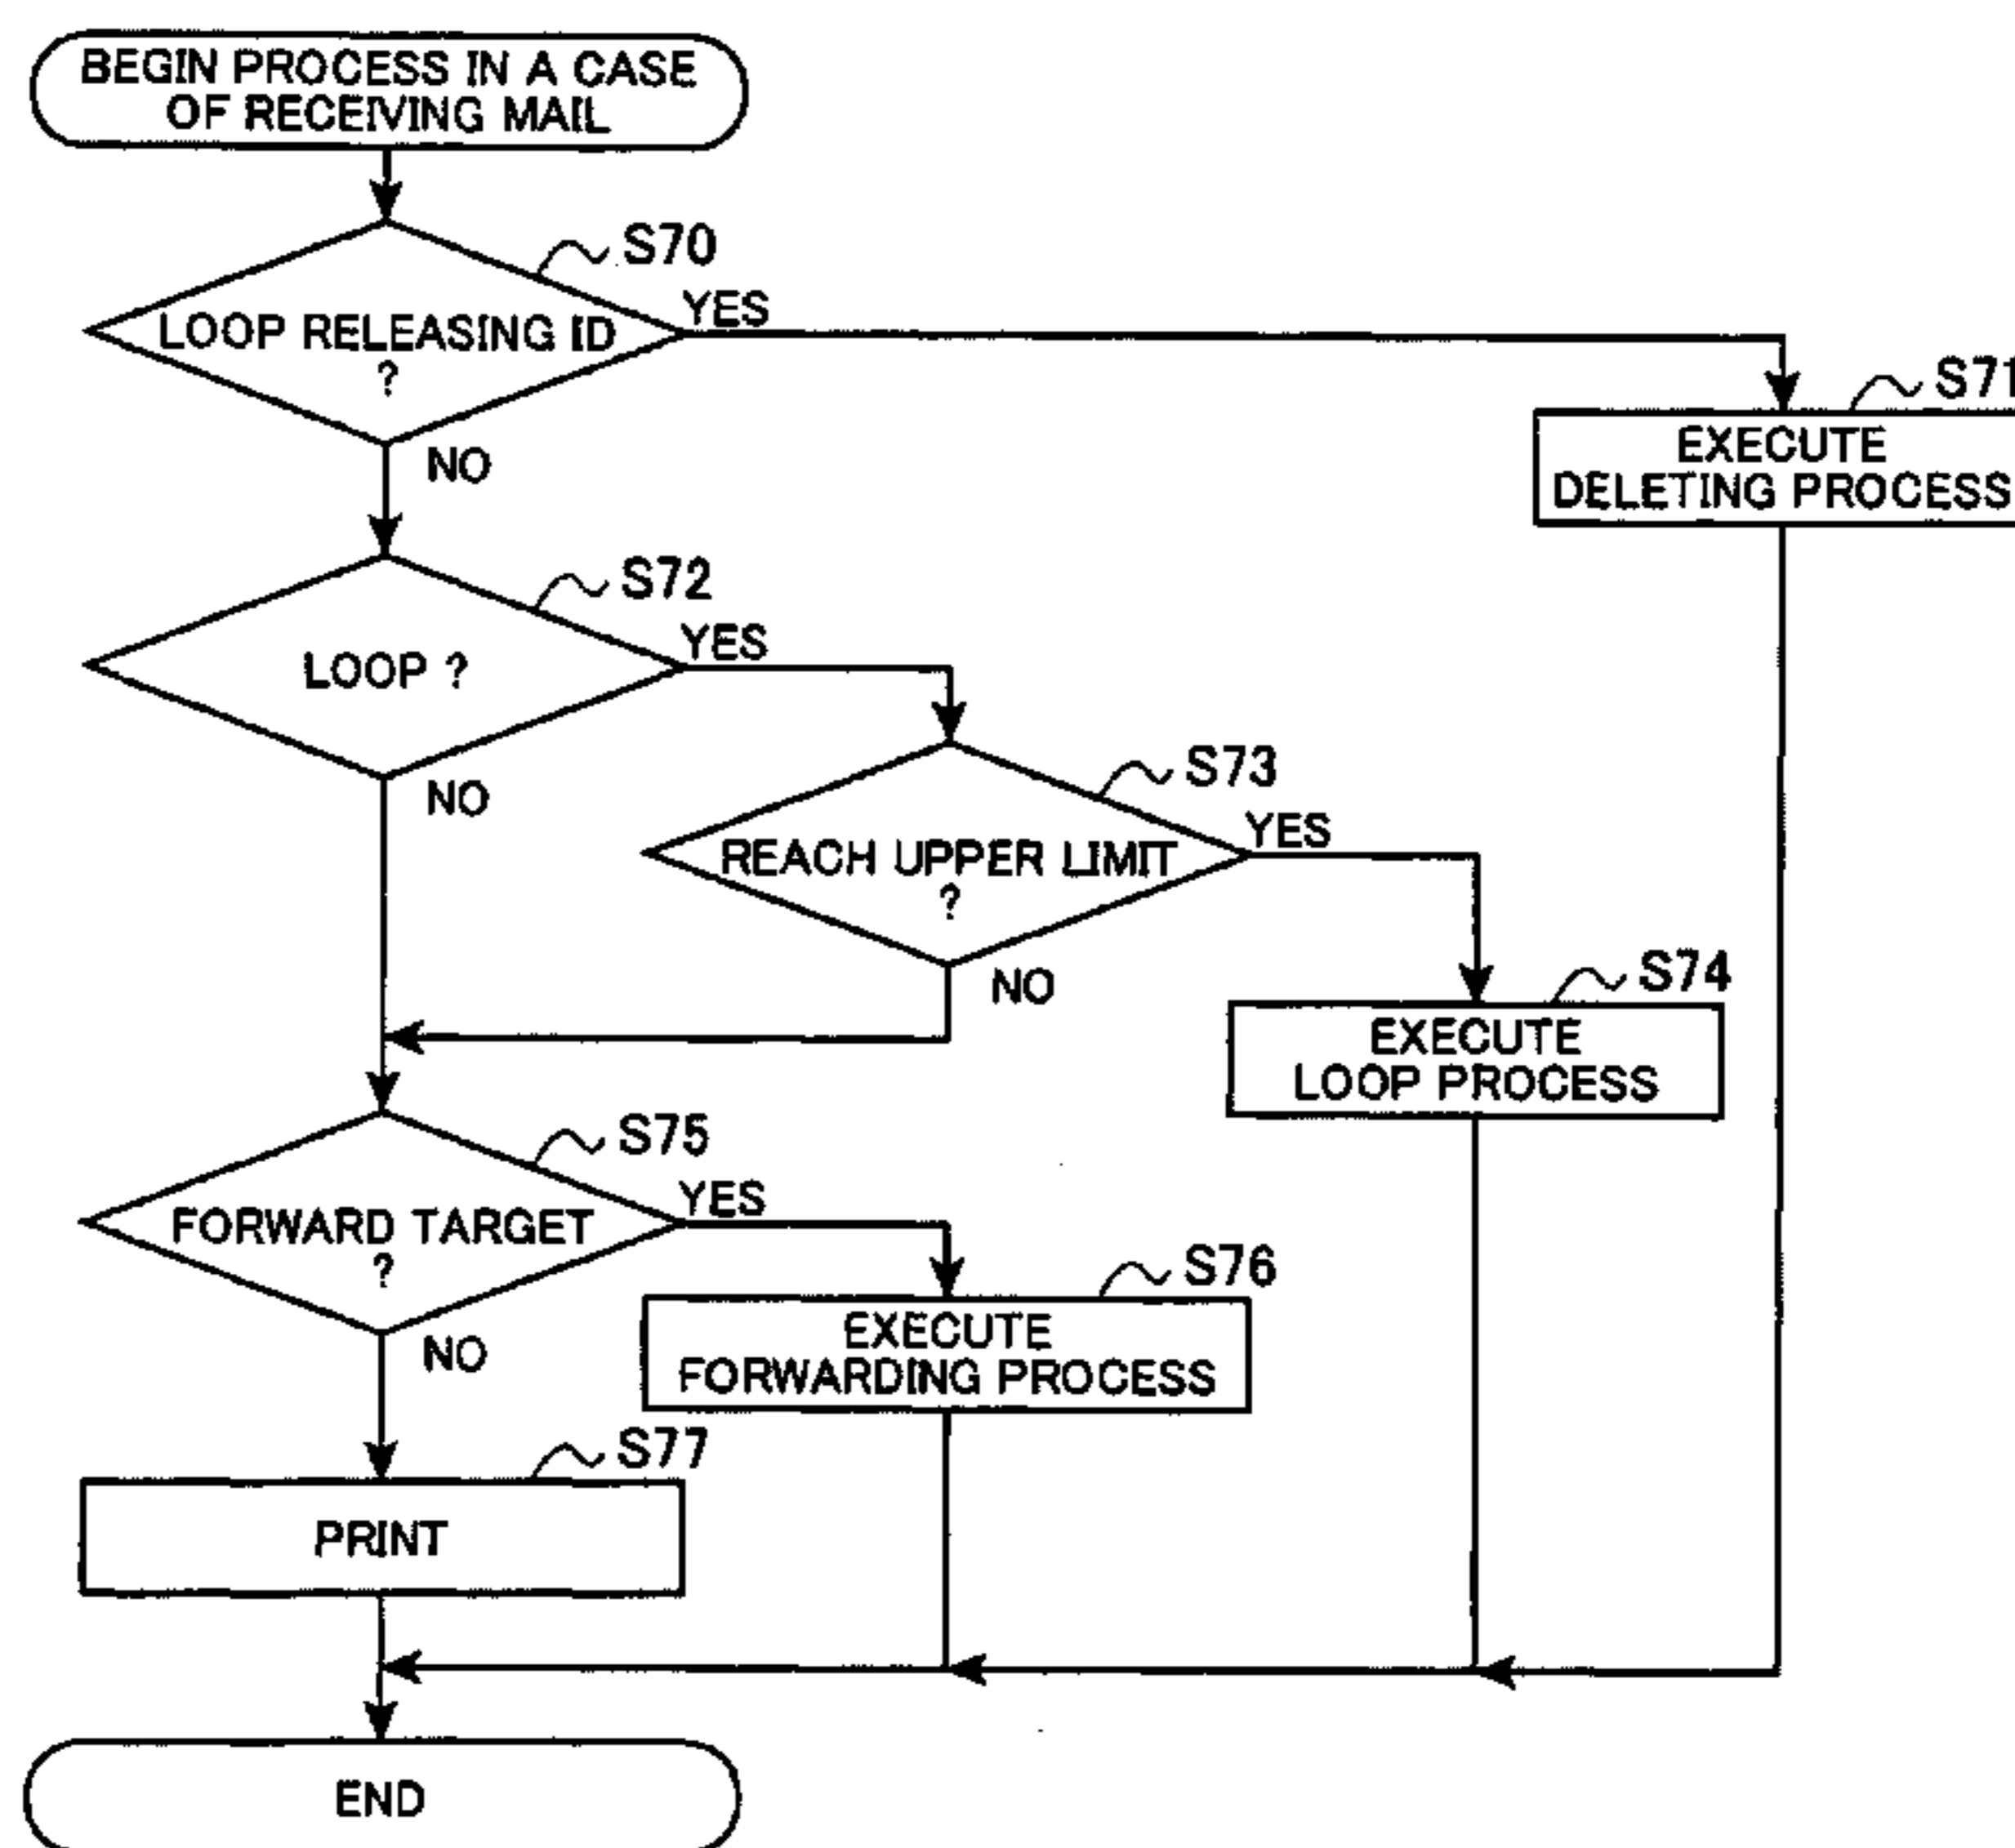 BEGIN PROCESS IN A CASE
OF RECEIVING MAIL
S70
LOOP RELEASING ID
?
YES
NO
S71
EXECUTE
DELETING PROCESS
S72
LOOP ?
YES
NO
S73
REACH UPPER LIMIT
?
YES
NO
S74
EXECUTE
LOOP PROCESS
S75
FORWARD TARGET
?
YES
NO
S76
EXECUTE
FORWARDING PROCESS
S77
PRINT
END